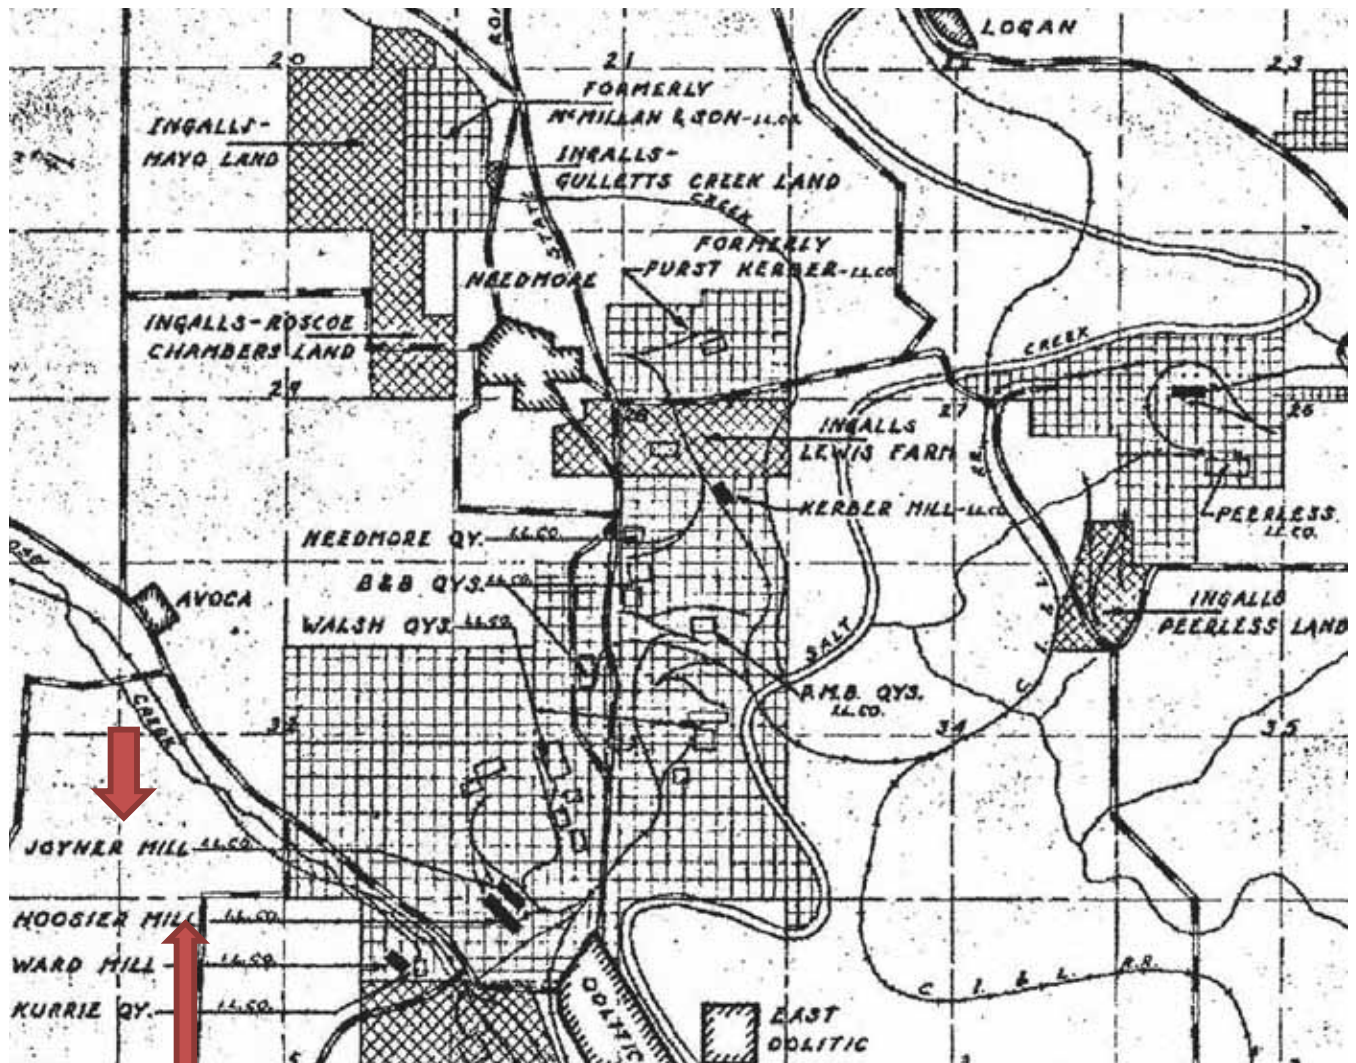 LOGAN
20
21
23
FORMERLY
McMILLAN & SON-I.L.CO.
INGALLS-
MAYO LAND
INGALLS-
GULLETTS CREEK LAND
CREEK
STATE
FORMERLY
FURST KERBER-I.L.CO.
NEEDMORE
INGALLS-ROSCOE
CHAMBERS LAND
CREEK
29
28
27
26
INGALLS
LEWIS FARM
R.R.
KERBER MILL-I.L.CO.
PEERLESS
I.L.CO.
NEEDMORE QY. I.L.CO.
B&B QYS. I.L.CO.
AVOCA
WALSH QYS. I.L.CO.
INGALLS
PEERLESS LAND
SALT
P.M.B. QYS.
I.L.CO.
CREEK
34
35
JOYNER MILL I.L.CO.
HOOSIER MILL I.L.CO.
WARD MILL I.L.CO.
KURRIE QY. I.L.CO.
C. I. & L. R.R.
OOLITIC
EAST
OOLITIC